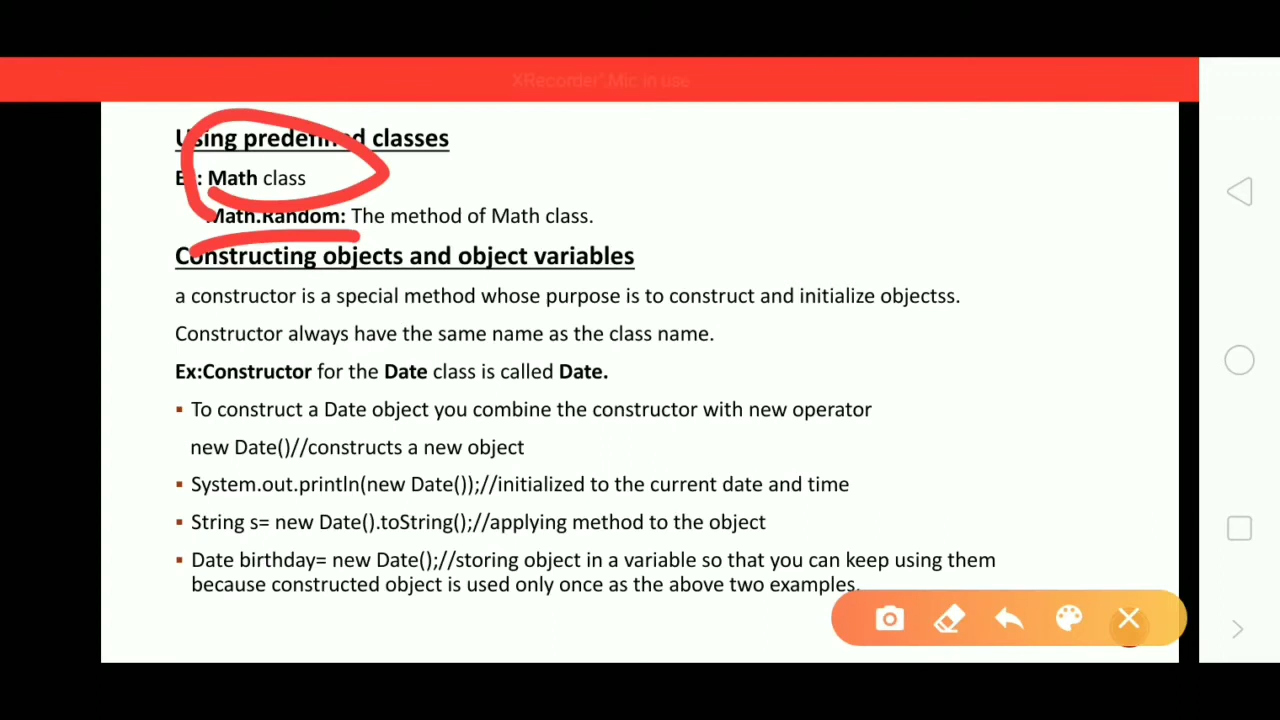 XRecorder".Mic in use
Using predefined classes
Ex: Math class
Math.Random: The method of Math class.
Constructing objects and object variables
a constructor is a special method whose purpose is to construct and initialize objectss.
Constructor always have the same name as the class name.
Ex:Constructor for the Date class is called Date.
▪ To construct a Date object you combine the constructor with new operator
new Date()//constructs a new object
▪ System.out.println(new Date());//initialized to the current date and time
▪ String s= new Date().toString();//applying method to the object
▪ Date birthday= new Date();//storing object in a variable so that you can keep using them
because constructed object is used only once as the above two examples.